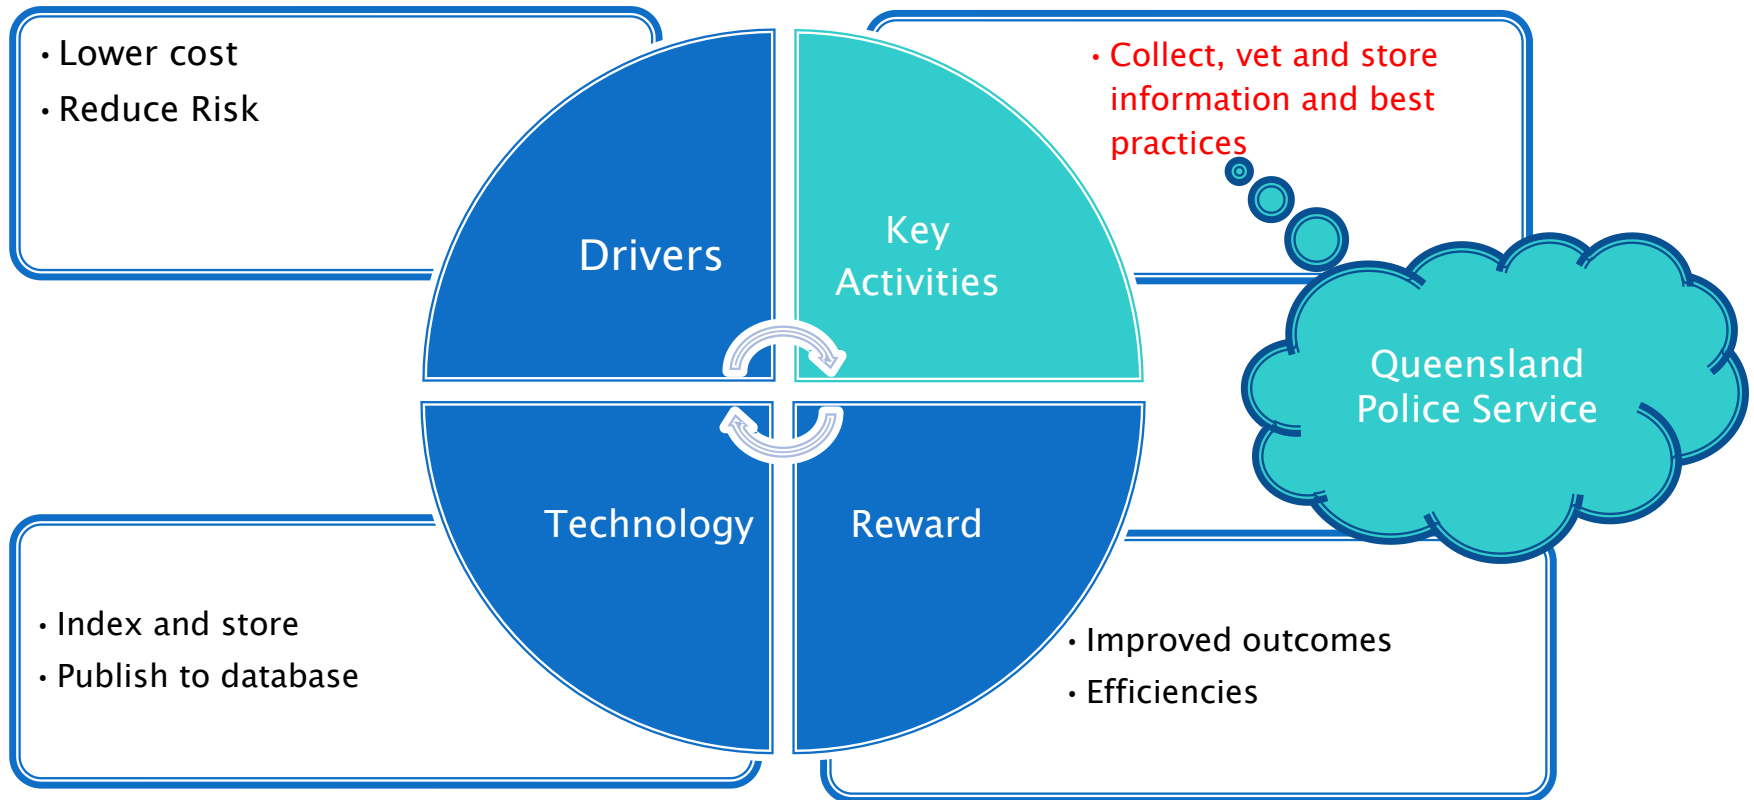 • Lower cost
• Reduce Risk
Drivers
Key
Activities
• Collect, vet and store
information and best
practices
Queensland
Police Service
Technology
Reward
• Index and store
• Publish to database
• Improved outcomes
• Efficiencies